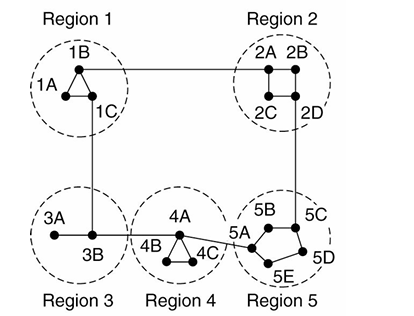 Region 1
Region 2
1B
2A 2B
1A
1C
2C
2D
3A
3B
4A
4B
4C
5A
5B
5C
5D
5E
Region 3
Region 4
Region 5